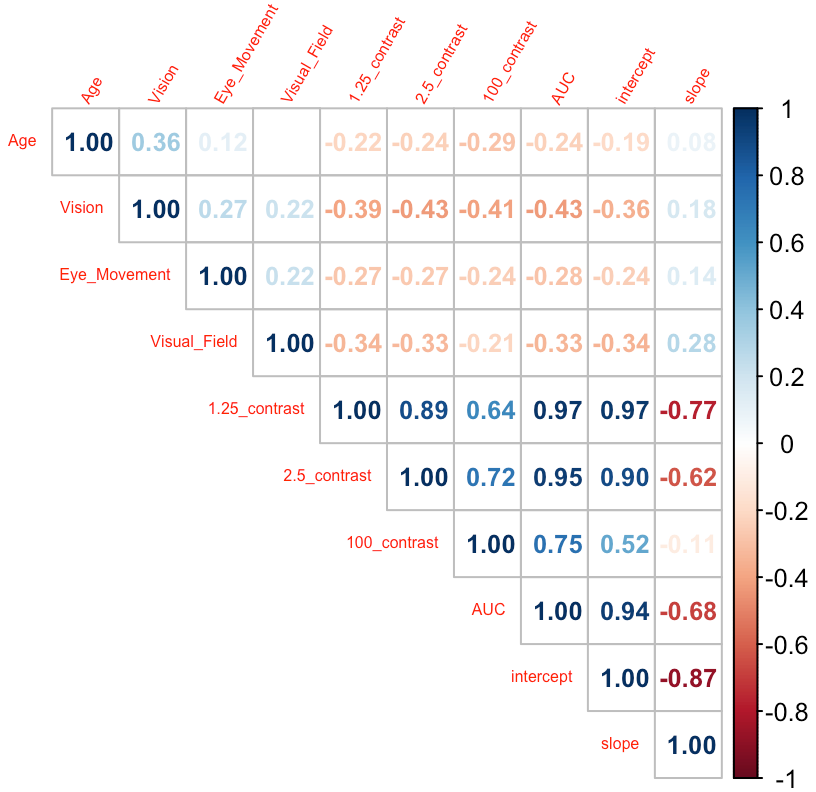 Age Vision Eye_Movement Visual_Field 1.25_contrast 2.5_contrast 100_contrast AUC intercept slope
Age 1.00 0.36 0.12 -0.22 -0.24 -0.29 -0.24 -0.19 0.08
Vision 1.00 0.27 0.22 -0.39 -0.43 -0.41 -0.43 -0.36 0.18
Eye_Movement 1.00 0.22 -0.27 -0.27 -0.24 -0.28 -0.24 0.14
Visual_Field 1.00 -0.34 -0.33 -0.21 -0.33 -0.34 0.28
1.25_contrast 1.00 0.89 0.64 0.97 0.97 -0.77
2.5_contrast 1.00 0.72 0.95 0.90 -0.62
100_contrast 1.00 0.75 0.52 -0.11
AUC 1.00 0.94 -0.68
intercept 1.00 -0.87
slope 1.00
1
0.8
0.6
0.4
0.2
0
-0.2
-0.4
-0.6
-0.8
-1